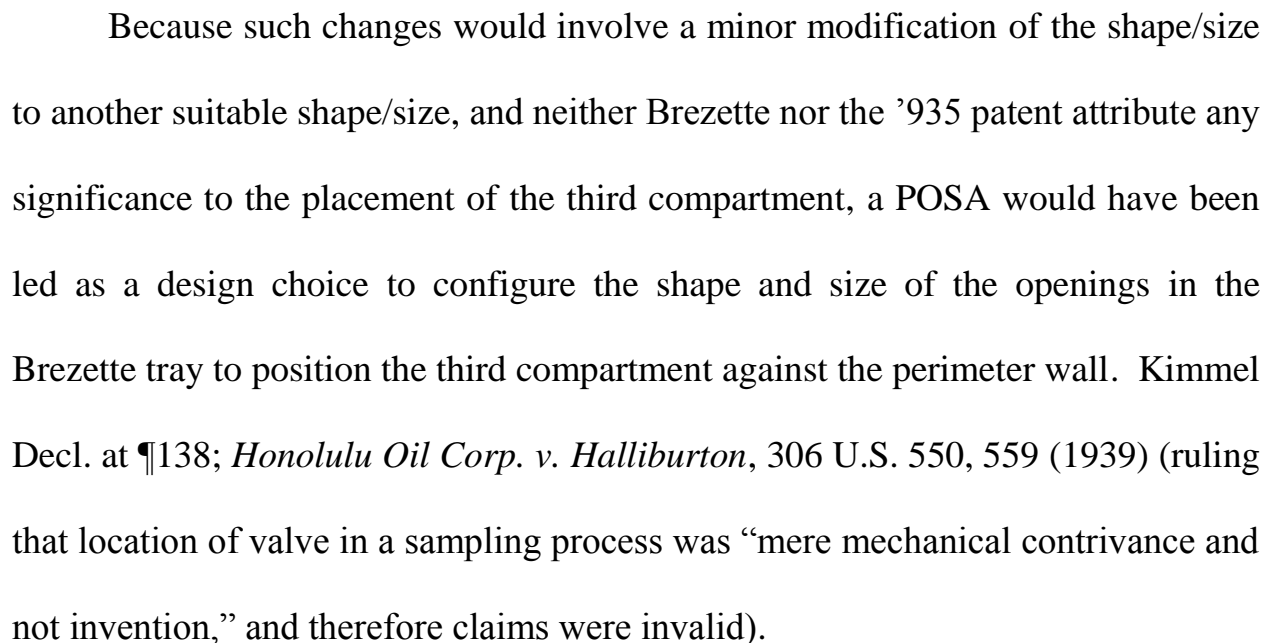 Because such changes would involve a minor modification of the shape/size
to another suitable shape/size, and neither Brezette nor the ’935 patent attribute any
significance to the placement of the third compartment, a POSA would have been
led as a design choice to configure the shape and size of the openings in the
Brezette tray to position the third compartment against the perimeter wall.  Kimmel
Decl. at ¶138; Honolulu Oil Corp. v. Halliburton, 306 U.S. 550, 559 (1939) (ruling
that location of valve in a sampling process was “mere mechanical contrivance and
not invention,” and therefore claims were invalid).